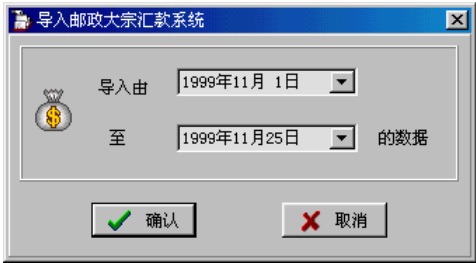 导入邮政大宗汇款系统
导入由 1999年11月 1日
至 1999年11月25日 的数据
确认 取消